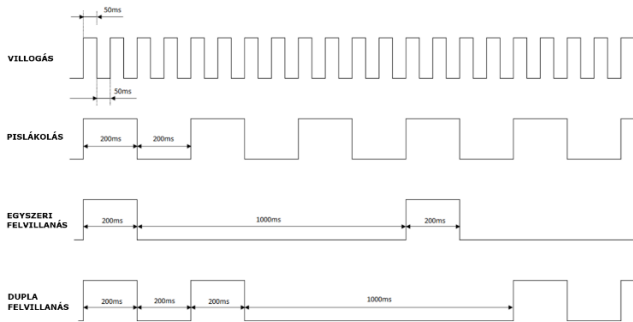 50ms
VILLOGÁS
50ms
PISLÁKOLÁS
200ms 200ms
EGYSZERI
FELVILLANÁS
200ms 1000ms 200ms
DUPLA
FELVILLANÁS
200ms 200ms 200ms 1000ms